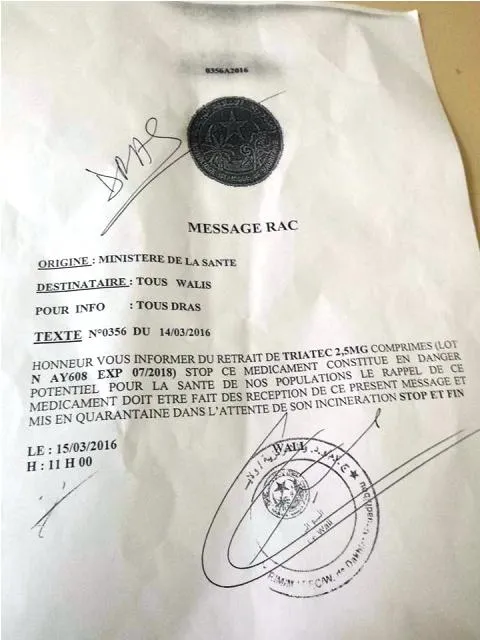 0356A2016
DRAS
MESSAGE RAC
ORIGINE : MINISTERE DE LA SANTE
DESTINATAIRE : TOUS WALIS
POUR INFO : TOUS DRAS
TEXTE N°0356 DU 14/03/2016
HONNEUR VOUS INFORMER DU RETRAIT DE TRIATEC 2,5MG COMPRIMES (LOT
N AY608 EXP 07/2018) STOP CE MEDICAMENT CONSTITUE EN DANGER
POTENTIEL POUR LA SANTE DE NOS POPULATIONS LE RAPPEL DE CE
MEDICAMENT DOIT ETRE FAIT DES RECEPTION DE CE PRESENT MESSAGE ET
MIS EN QUARANTAINE DANS L'ATTENTE DE SON INCINERATION STOP ET FIN
LE : 15/03/2016
H : 11 H 00
WALI
Le Wali